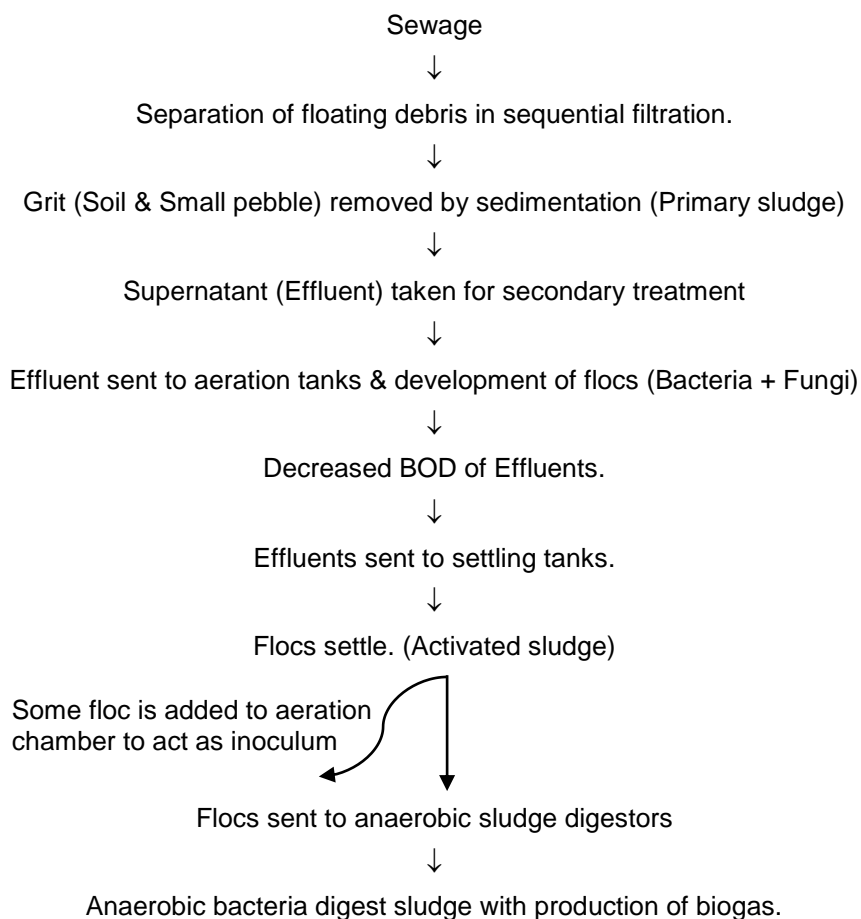 Sewage
↓
Separation of floating debris in sequential filtration.
↓
Grit (Soil & Small pebble) removed by sedimentation (Primary sludge)
↓
Supernatant (Effluent) taken for secondary treatment
↓
Effluent sent to aeration tanks & development of flocs (Bacteria + Fungi)
↓
Decreased BOD of Effluents.
↓
Effluents sent to settling tanks.
↓
Flocs settle. (Activated sludge)
Some floc is added to aeration
chamber to act as inoculum
Flocs sent to anaerobic sludge digestors
↓
Anaerobic bacteria digest sludge with production of biogas.